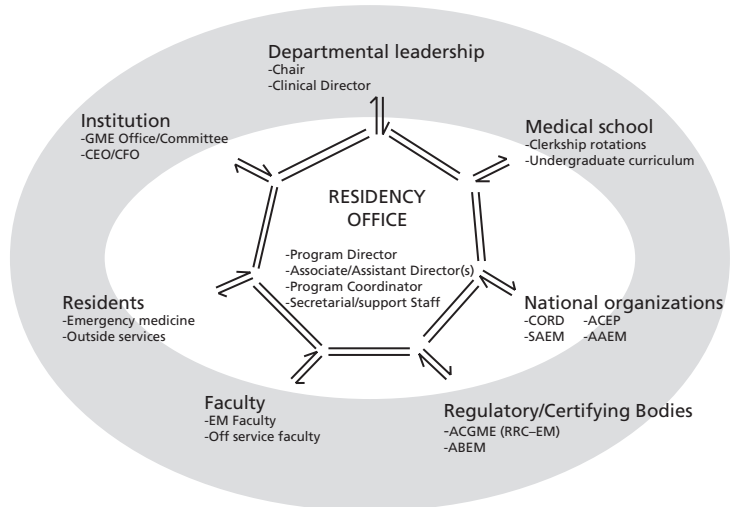 Departmental leadership
-Chair
-Clinical Director
Institution
-GME Office/Committee
-CEO/CFO
Medical school
-Clerkship rotations
-Undergraduate curriculum
RESIDENCY
OFFICE
-Program Director
-Associate/Assistant Director(s)
-Program Coordinator
-Secretarial/support Staff
Residents
-Emergency medicine
-Outside services
National organizations
-CORD -ACEP
-SAEM -AAEM
Faculty
-EM Faculty
-Off service faculty
Regulatory/Certifying Bodies
-ACGME (RRC–EM)
-ABEM